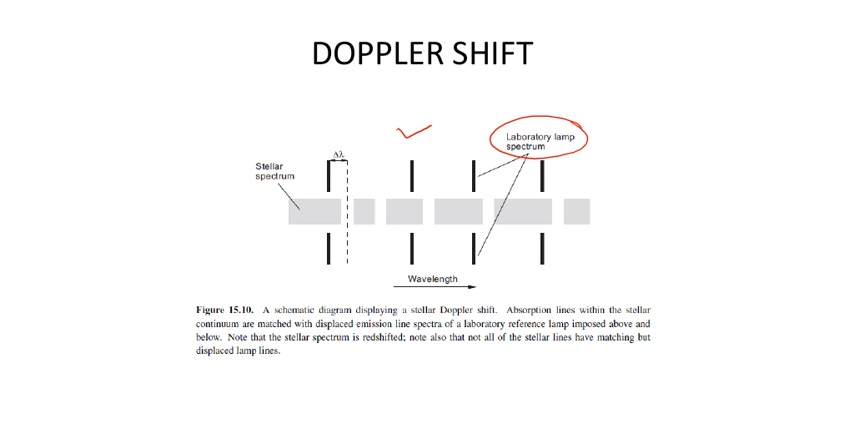 DOPPLER SHIFT
Laboratory lamp
spectrum
Δλ
Stellar
spectrum
Wavelength
Figure 15.10. A schematic diagram displaying a stellar Doppler shift. Absorption lines within the stellar
continuum are matched with displaced emission line spectra of a laboratory reference lamp imposed above and
below. Note that the stellar spectrum is redshifted; note also that not all of the stellar lines have matching but
displaced lamp lines.